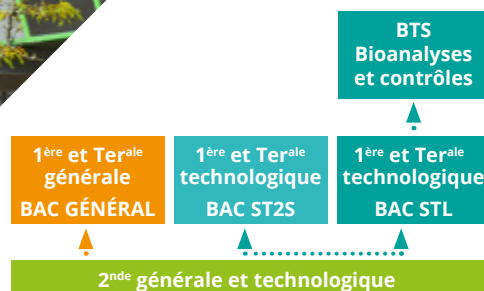 BTS
Bioanalyses
et contrôles
1ère et Terale
générale
BAC GÉNÉRAL
1ère et Terale
technologique
BAC ST2S
1ère et Terale
technologique
BAC STL
2nde générale et technologique